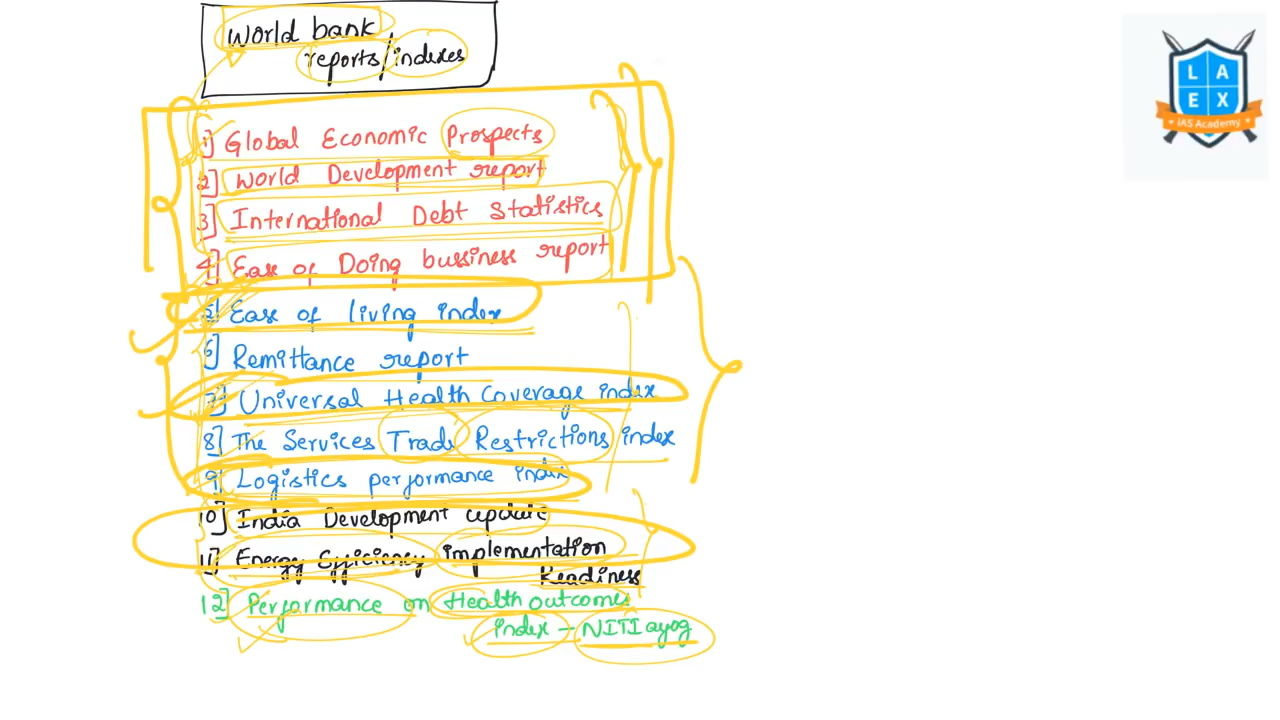 World bank
reports/indexes
1] Global Economic Prospects
2] World Development report
3] International Debt Statistics
4] Ease of Doing bussiness report
5] Ease of living index
6] Remittance report
7] Universal Health Coverage index
8] The Services Trade Restrictions index
9] Logistics performance index
10] India Development update
11] Energy Efficiency implementation
Readiness
12] Performance on Health outcomes
index - NITI ayog
L A
E X
IAS Academy